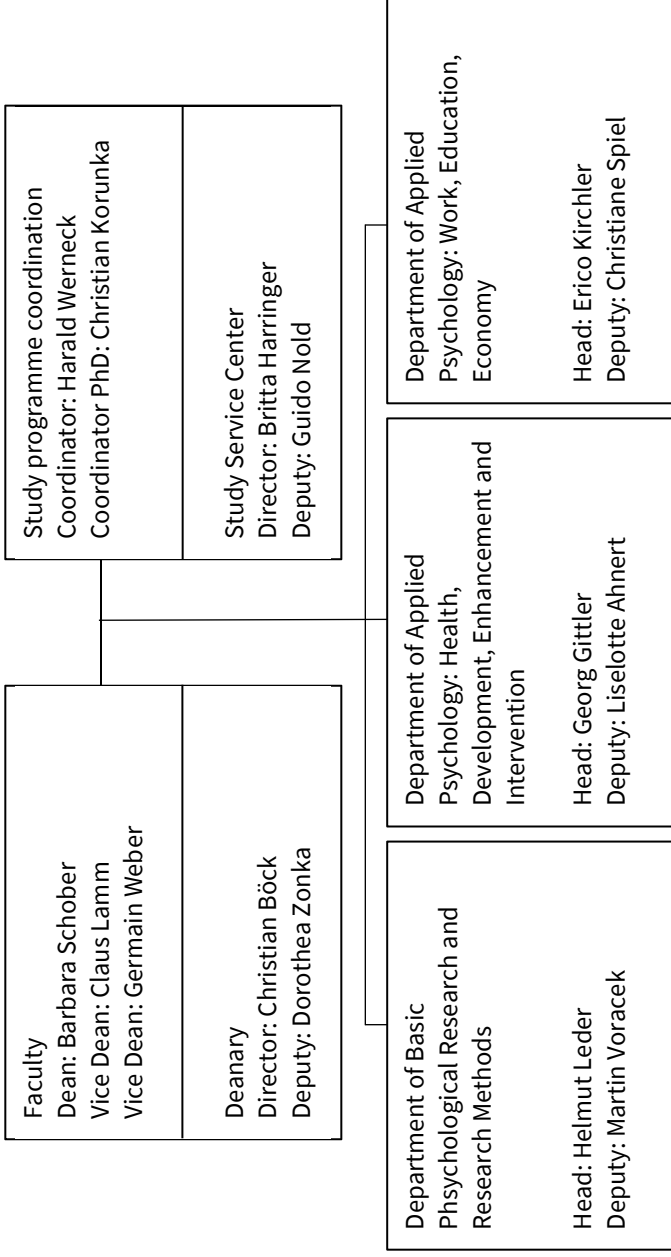 Faculty
Dean: Barbara Schober
Vice Dean: Claus Lamm
Vice Dean: Germain Weber
Deanary
Director: Christian Böck
Deputy: Dorothea Zonka
Study programme coordination
Coordinator: Harald Werneck
Coordinator PhD: Christian Korunka
Study Service Center
Director: Britta Harringer
Deputy: Guido Nold
Department of Basic
Phsychological Research and
Research Methods
Head: Helmut Leder
Deputy: Martin Voracek
Department of Applied
Psychology: Health,
Development, Enhancement and
Intervention
Head: Georg Gittler
Deputy: Liselotte Ahnert
Department of Applied
Psychology: Work, Education,
Economy
Head: Erico Kirchler
Deputy: Christiane Spiel